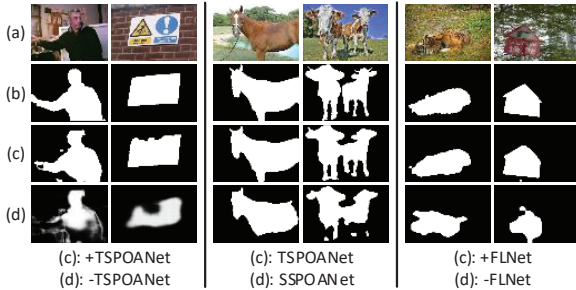 (a)
(b)
(c)
(d)
(c): +TSPOANet
(d): -TSPOANet
(c): TSPOANet
(d): SSPOANet
(c): +FLNet
(d): -FLNet